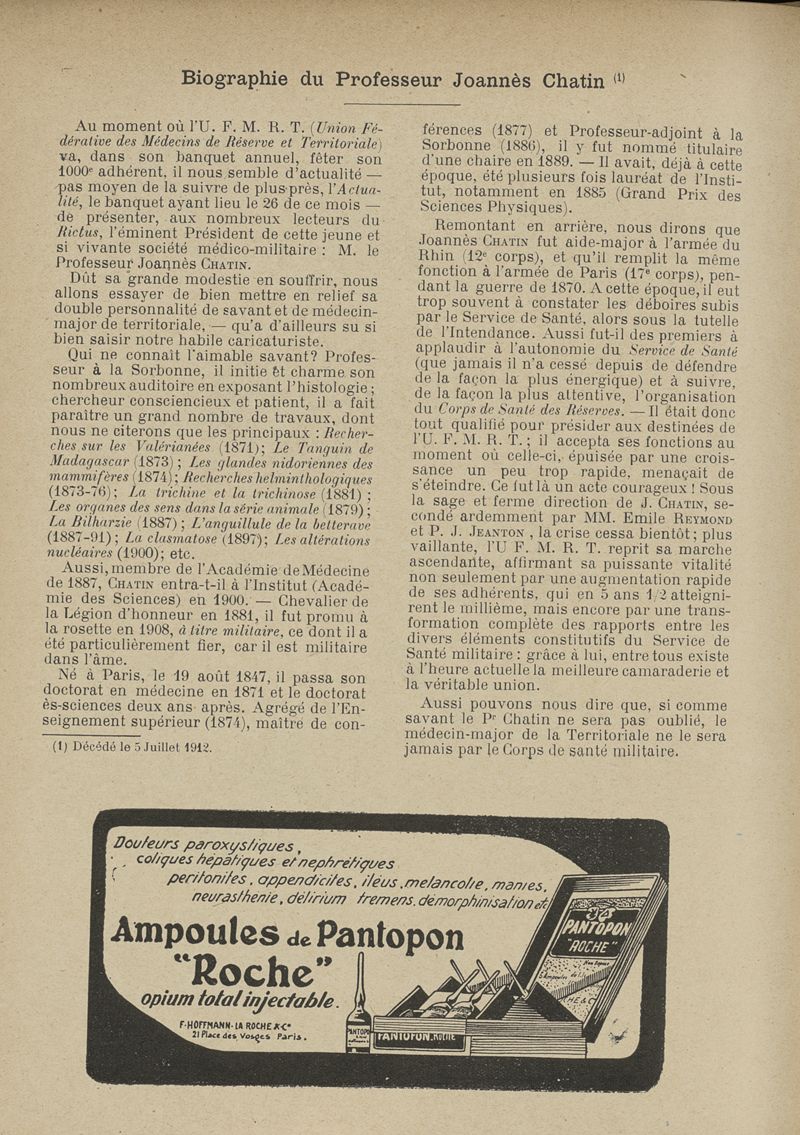 Biographie du Professeur Joannès Chatin (1)
Au moment où l'U. F. M. R. T. (Union Fé-
dérative des Médecins de Réserve et Territoriale)
va, dans son banquet annuel, fêter son
1000e adhérent, il nous semble d'actualité —
pas moyen de la suivre de plus près, l'Actua-
lité, le banquet ayant lieu le 26 de ce mois —
de présenter, aux nombreux lecteurs du
Rictus, l'éminent Président de cette jeune et
si vivante société médico-militaire : M. le
Professeur Joannès CHATIN.
Dût sa grande modestie en souffrir, nous
allons essayer de bien mettre en relief sa
double personnalité de savant et de médecin-
major de territoriale, — qu'a d'ailleurs su si
bien saisir notre habile caricaturiste.
Qui ne connaît l'aimable savant? Profes-
seur à la Sorbonne, il initie et charme son
nombreux auditoire en exposant l'histologie ;
chercheur consciencieux et patient, il a fait
paraître un grand nombre de travaux, dont
nous ne citerons que les principaux : Recher-
ches sur les Valérianées (1871); Le Tanguin de
Madagascar (1873) ; Les glandes nidoriennes des
mammifères (1874); Recherches helminthologiques
(1873-76); La trichine et la trichinose (1881) ;
Les organes des sens dans la série animale (1879) ;
La Bilharzie (1887) ; L'anguillule de la betterave
(1887-91) ; La clasmatose (1897); Les altérations
nucléaires (1900); etc.
Aussi, membre de l'Académie de Médecine
de 1887, CHATIN entra-t-il à l'Institut (Acadé-
mie des Sciences) en 1900. — Chevalier de
la Légion d'honneur en 1881, il fut promu à
la rosette en 1908, à titre militaire, ce dont il a
été particulièrement fier, car il est militaire
dans l'âme.
Né à Paris, le 19 août 1847, il passa son
doctorat en médecine en 1871 et le doctorat
ès-sciences deux ans après. Agrégé de l'En-
seignement supérieur (1874), maître de con-
(1) Décédé le 5 Juillet 1912.
férences (1877) et Professeur-adjoint à la
Sorbonne (1886), il y fut nommé titulaire
d'une chaire en 1889. — Il avait, déjà à cette
époque, été plusieurs fois lauréat de l'Insti-
tut, notamment en 1885 (Grand Prix des
Sciences Physiques).
Remontant en arrière, nous dirons que
Joannès CHATIN fut aide-major à l'armée du
Rhin (12e corps), et qu'il remplit la même
fonction à l'armée de Paris (17e corps), pen-
dant la guerre de 1870. A cette époque, il eut
trop souvent à constater les déboires subis
par le Service de Santé, alors sous la tutelle
de l'Intendance. Aussi fut-il des premiers à
applaudir à l'autonomie du Service de Santé
(que jamais il n'a cessé depuis de défendre
de la façon la plus énergique) et à suivre,
de la façon la plus attentive, l'organisation
du Corps de Santé des Réserves. — Il était donc
tout qualifié pour présider aux destinées de
l'U. F. M. R. T. ; il accepta ses fonctions au
moment où celle-ci, épuisée par une crois-
sance un peu trop rapide, menaçait de
s'éteindre. Ce fut là un acte courageux ! Sous
la sage et ferme direction de J. CHATIN, se-
condé ardemment par MM. Emile REYMOND
et P. J. JEANTON , la crise cessa bientôt ; plus
vaillante, l'U F. M. R. T. reprit sa marche
ascendante, affirmant sa puissante vitalité
non seulement par une augmentation rapide
de ses adhérents, qui en 5 ans 1/2 atteigni-
rent le millième, mais encore par une trans-
formation complète des rapports entre les
divers éléments constitutifs du Service de
Santé militaire : grâce à lui, entre tous existe
à l'heure actuelle la meilleure camaraderie et
la véritable union.
Aussi pouvons nous dire que, si comme
savant le Pr Chatin ne sera pas oublié, le
médecin-major de la Territoriale ne le sera
jamais par le Corps de santé militaire.
Douleurs paroxystiques,
coliques hépatiques et néphrétiques
péritonites, appendicites, iléus, mélancolie, manies,
neurasthénie, délirium tremens, démorphinisation etc
Ampoules de Pantopon
"Roche"
opium total injectable.
F. HOFFMANN-LA ROCHE & Co
21 Place des Vosges Paris.
PANTOPON
"ROCHE"
PANTOPON
PANTOPON ROCHE